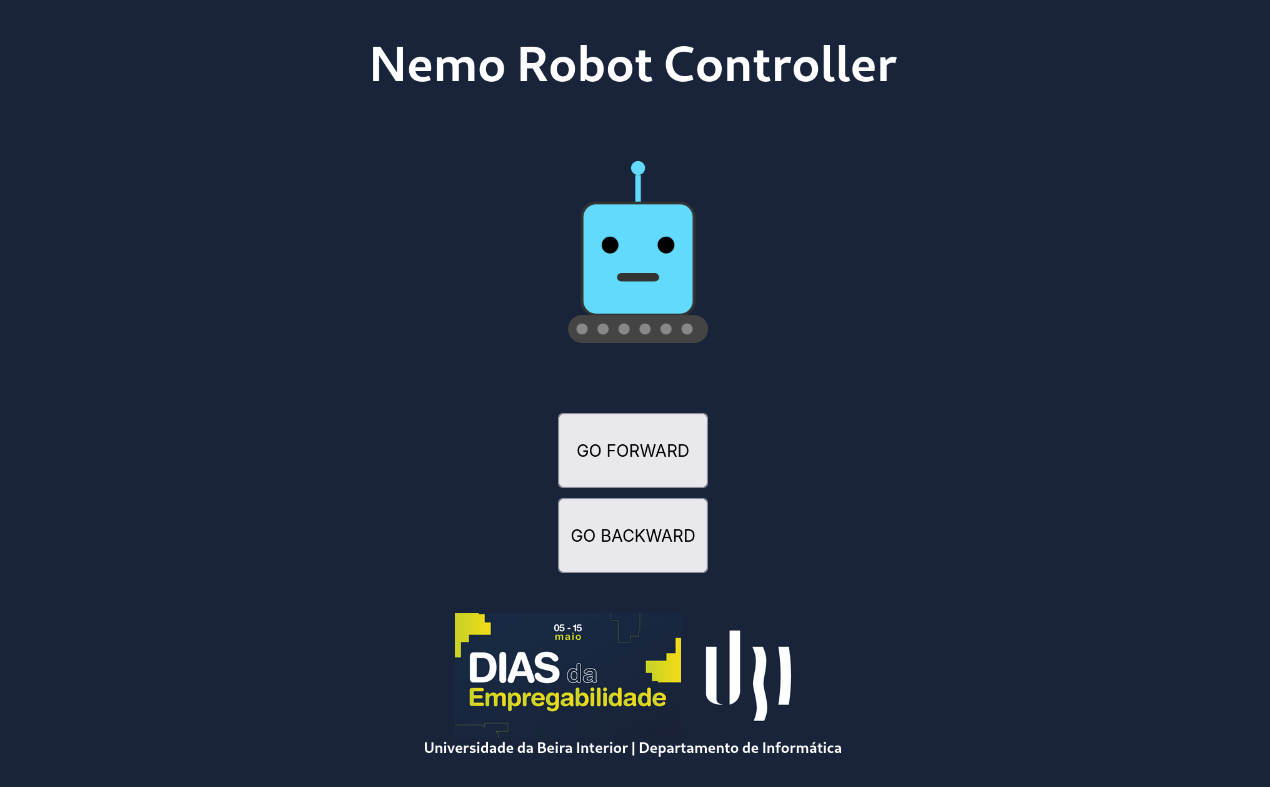 Nemo Robot Controller
GO FORWARD
GO BACKWARD
05 - 15
maio
DIAS da
Empregabilidade
ubi
Universidade da Beira Interior | Departamento de Informática